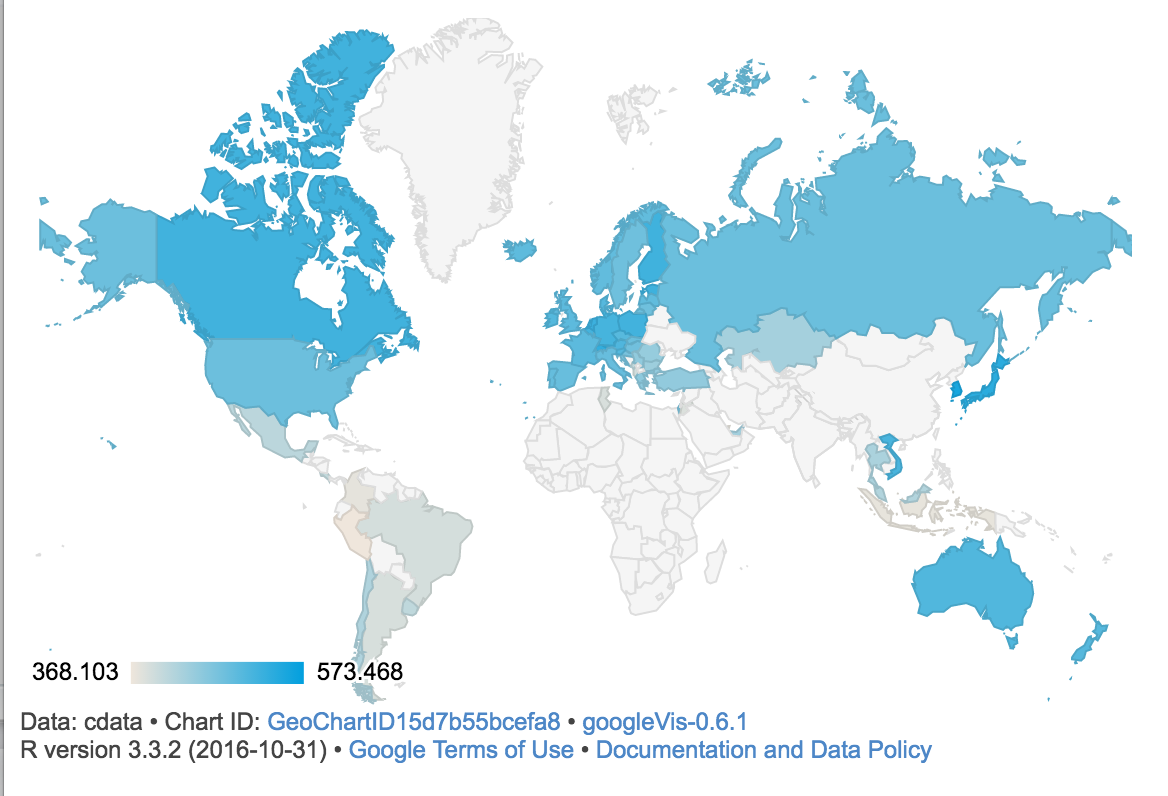 368.103 573.468
Data: cdata • Chart ID: GeoChartID15d7b55bcefa8 • googleVis-0.6.1
R version 3.3.2 (2016-10-31) • Google Terms of Use • Documentation and Data Policy